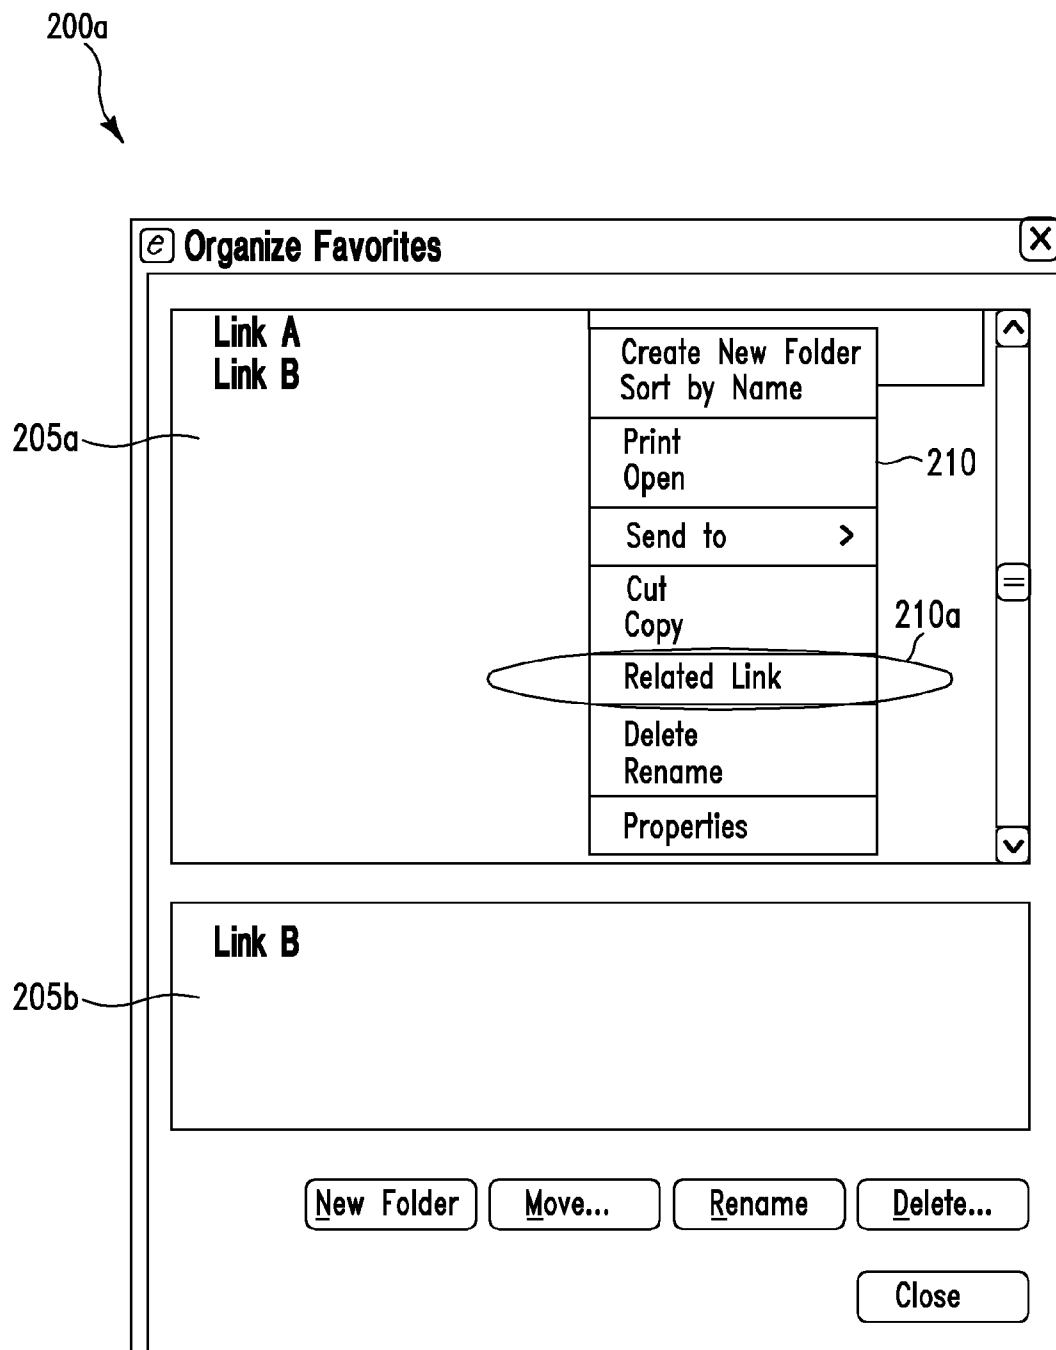 200a
e Organize Favorites X
Link A
Link B
Create New Folder
Sort by Name
205a
Print
210
Open
Send to >
Cut
210a
Copy
Related Link
Delete
Rename
Properties
Link B
205b
New Folder Move... Rename Delete...
Close